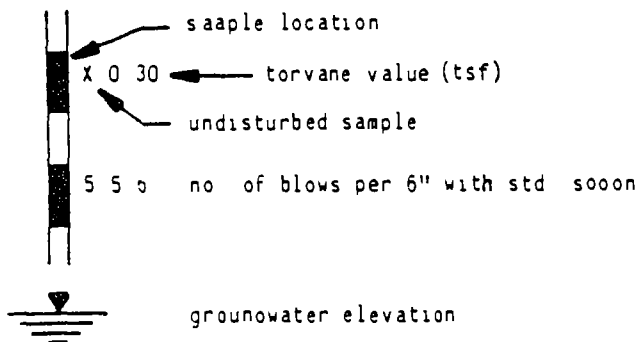 saaple location
X 0 30 torvane value (tsf)
undisturbed sample
5 5 5 no of blows per 6" with std sooon
grounowater elevation